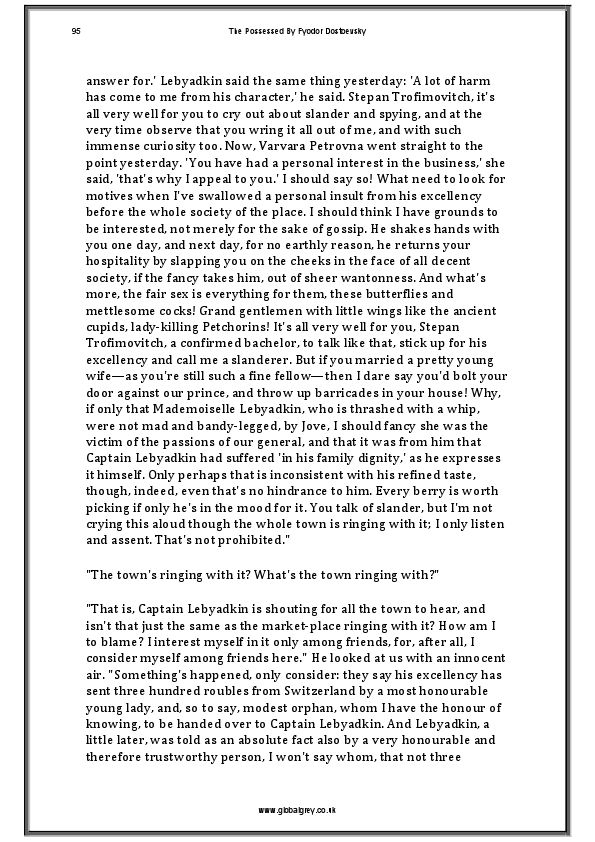 95 The Possessed By Fyodor Dostoevsky
answer for.' Lebyadkin said the same thing yesterday: 'A lot of harm
has come to me from his character,' he said. Stepan Trofimovitch, it's
all very well for you to cry out about slander and spying, and at the
very time observe that you wring it all out of me, and with such
immense curiosity too. Now, Varvara Petrovna went straight to the
point yesterday. 'You have had a personal interest in the business,' she
said, 'that's why I appeal to you.' I should say so! What need to look for
motives when I've swallowed a personal insult from his excellency
before the whole society of the place. I should think I have grounds to
be interested, not merely for the sake of gossip. He shakes hands with
you one day, and next day, for no earthly reason, he returns your
hospitality by slapping you on the cheeks in the face of all decent
society, if the fancy takes him, out of sheer wantonness. And what's
more, the fair sex is everything for them, these butterflies and
mettlesome cocks! Grand gentlemen with little wings like the ancient
cupids, lady-killing Petchorins! It's all very well for you, Stepan
Trofimovitch, a confirmed bachelor, to talk like that, stick up for his
excellency and call me a slanderer. But if you married a pretty young
wife—as you're still such a fine fellow—then I dare say you'd bolt your
door against our prince, and throw up barricades in your house! Why,
if only that Mademoiselle Lebyadkin, who is thrashed with a whip,
were not mad and bandy-legged, by Jove, I should fancy she was the
victim of the passions of our general, and that it was from him that
Captain Lebyadkin had suffered 'in his family dignity,' as he expresses
it himself. Only perhaps that is inconsistent with his refined taste,
though, indeed, even that's no hindrance to him. Every berry is worth
picking if only he's in the mood for it. You talk of slander, but I'm not
crying this aloud though the whole town is ringing with it; I only listen
and assent. That's not prohibited."
"The town's ringing with it? What's the town ringing with?"
"That is, Captain Lebyadkin is shouting for all the town to hear, and
isn't that just the same as the market-place ringing with it? How am I
to blame? I interest myself in it only among friends, for, after all, I
consider myself among friends here." He looked at us with an innocent
air. "Something's happened, only consider: they say his excellency has
sent three hundred roubles from Switzerland by a most honourable
young lady, and, so to say, modest orphan, whom I have the honour of
knowing, to be handed over to Captain Lebyadkin. And Lebyadkin, a
little later, was told as an absolute fact also by a very honourable and
therefore trustworthy person, I won't say whom, that not three
www.globalgrey.co.uk